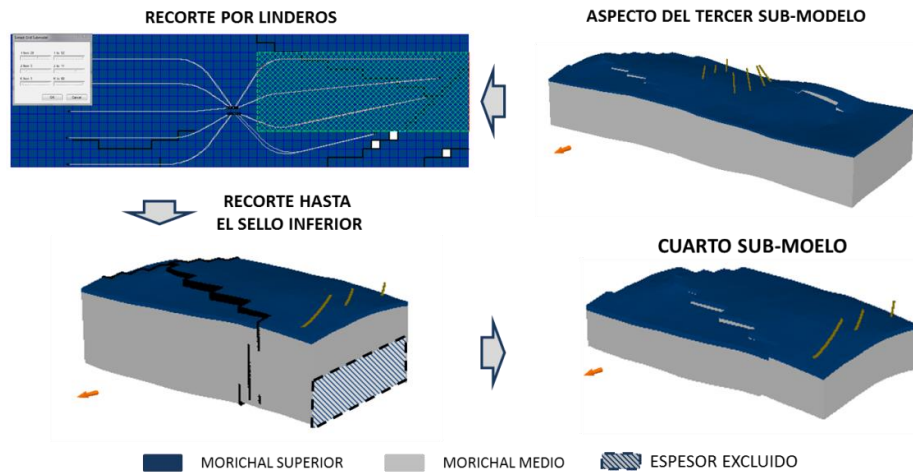 RECORTE POR LINDEROS
ASPECTO DEL TERCER SUB-MODELO
RECORTE HASTA
EL SELLO INFERIOR
CUARTO SUB-MOELO
MORICHAL SUPERIOR
MORICHAL MEDIO
ESPESOR EXCLUIDO